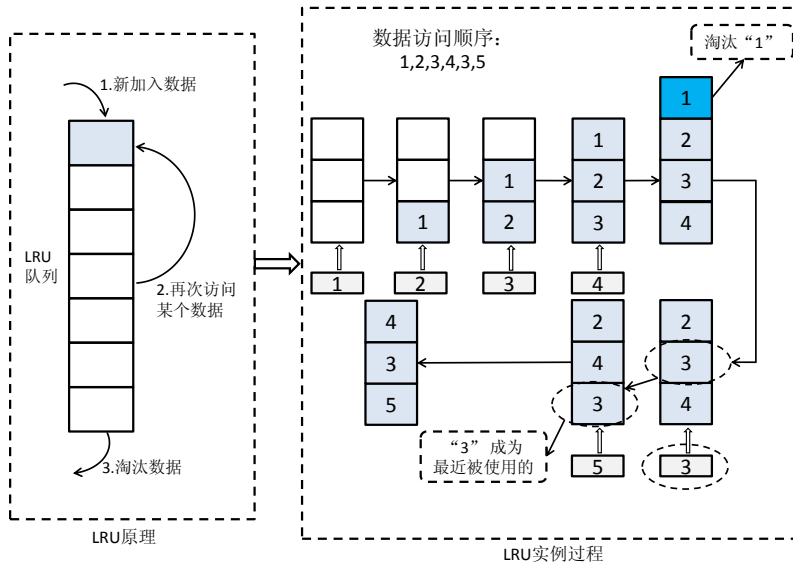 1.新加入数据
LRU
队列
2.再次访问
某个数据
3.淘汰数据
LRU原理
数据访问顺序：
1,2,3,4,3,5
淘汰“1”
1
1
2
1
2
3
1
2
3
4
1
2
3
4
4
3
5
2
4
3
2
3
4
“3” 成为
最近被使用的
5
3
LRU实例过程